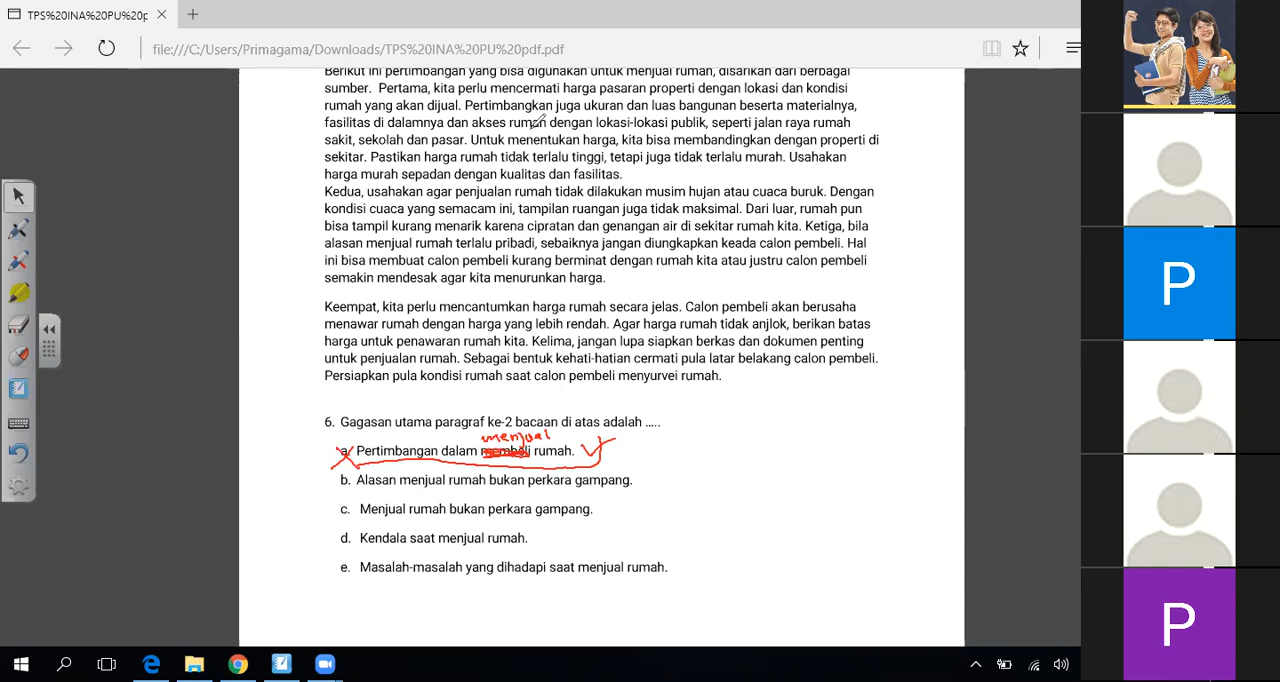 TPS%20INA%20PU%20p
file:///C:/Users/Primagama/Downloads/TPS%20INA%20PU%20pdf.pdf
Berikut ini pertimbangan yang bisa digunakan untuk menjual rumah, disarikan dari berbagai
sumber. Pertama, kita perlu mencermati harga pasaran properti dengan lokasi dan kondisi
rumah yang akan dijual. Pertimbangkan juga ukuran dan luas bangunan beserta materialnya,
fasilitas di dalamnya dan akses rumah dengan lokasi-lokasi publik, seperti jalan raya rumah
sakit, sekolah dan pasar. Untuk menentukan harga, kita bisa membandingkan dengan properti di
sekitar. Pastikan harga rumah tidak terlalu tinggi, tetapi juga tidak terlalu murah. Usahakan
harga murah sepadan dengan kualitas dan fasilitas.
Kedua, usahakan agar penjualan rumah tidak dilakukan musim hujan atau cuaca buruk. Dengan
kondisi cuaca yang semacam ini, tampilan ruangan juga tidak maksimal. Dari luar, rumah pun
bisa tampil kurang menarik karena cipratan dan genangan air di sekitar rumah kita. Ketiga, bila
alasan menjual rumah terlalu pribadi, sebaiknya jangan diungkapkan keada calon pembeli. Hal
ini bisa membuat calon pembeli kurang berminat dengan rumah kita atau justru calon pembeli
semakin mendesak agar kita menurunkan harga.
Keempat, kita perlu mencantumkan harga rumah secara jelas. Calon pembeli akan berusaha
menawar rumah dengan harga yang lebih rendah. Agar harga rumah tidak anjlok, berikan batas
harga untuk penawaran rumah kita. Kelima, jangan lupa siapkan berkas dan dokumen penting
untuk penjualan rumah. Sebagai bentuk kehati-hatian cermati pula latar belakang calon pembeli.
Persiapkan pula kondisi rumah saat calon pembeli menyurvei rumah.
6. Gagasan utama paragraf ke-2 bacaan di atas adalah .....
menjual
a. Pertimbangan dalam membeli rumah.
b. Alasan menjual rumah bukan perkara gampang.
c. Menjual rumah bukan perkara gampang.
d. Kendala saat menjual rumah.
e. Masalah-masalah yang dihadapi saat menjual rumah.
P
P